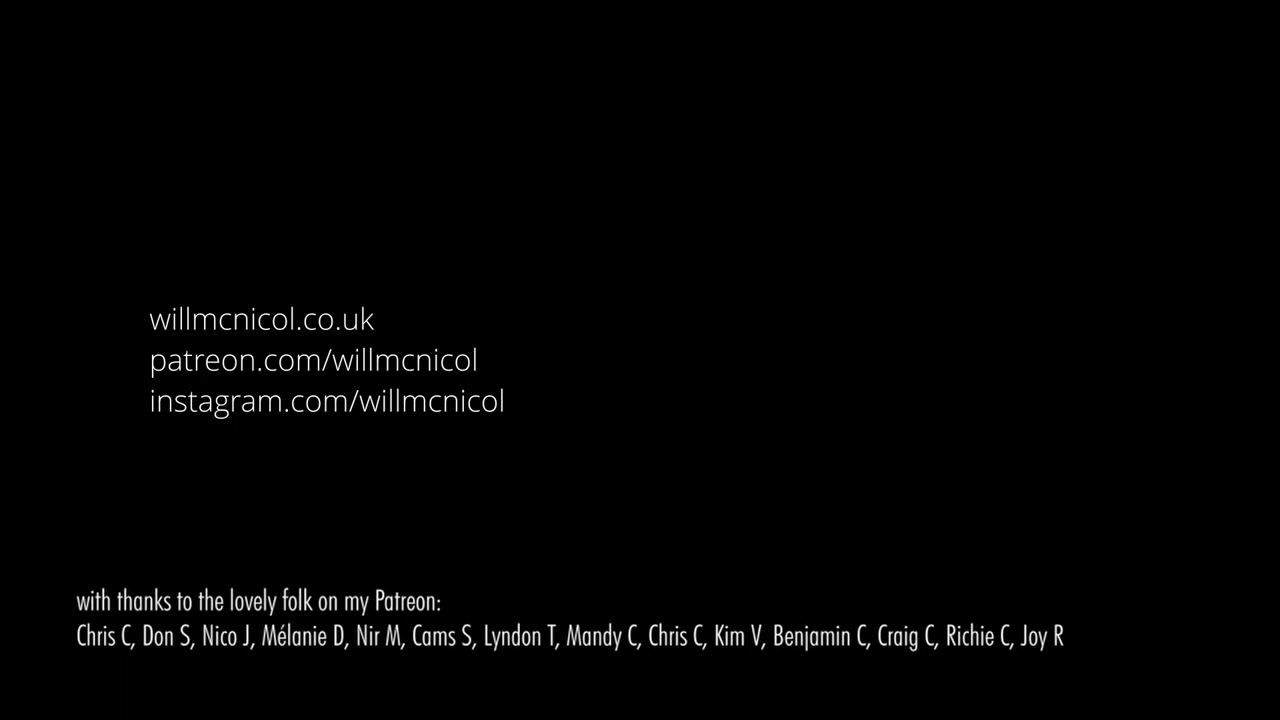 willmcnicol.co.uk
patreon.com/willmcnicol
instagram.com/willmcnicol
with thanks to the lovely folk on my Patreon:
Chris C, Don S, Nico J, Mélanie D, Nir M, Cams S, Lyndon T, Mandy C, Chris C, Kim V, Benjamin C, Craig C, Richie C, Joy R